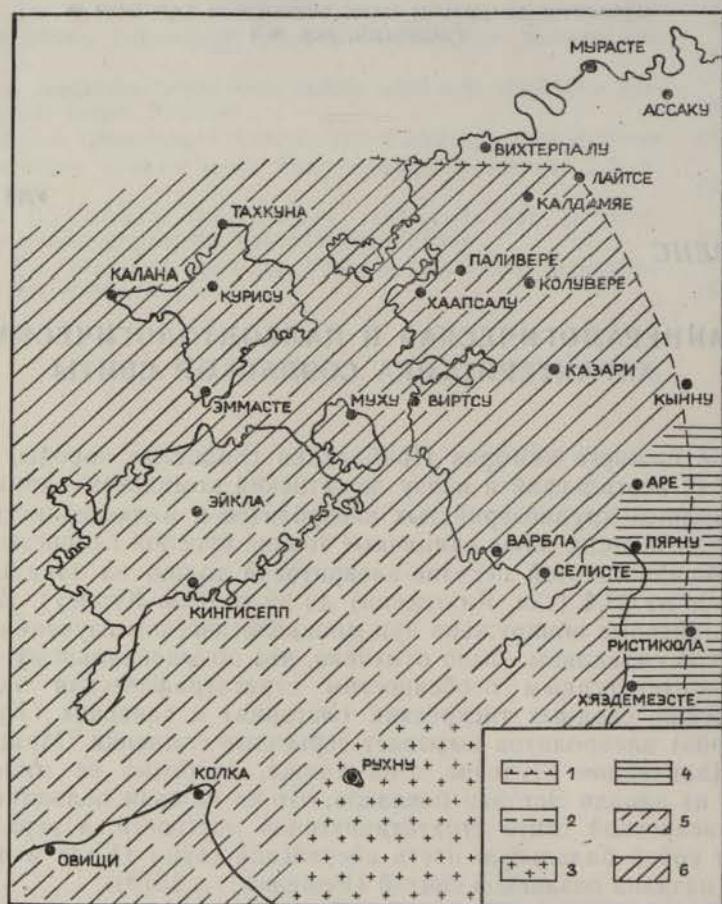 МУРАСТЕ
АССАКУ
ВИХТЕРПАЛУ
ЛАЙТСЕ
КАЛДАМЯЕ
ТАХКУНА
ПАЛИВЕРЕ
КАЛАНА
КУРИСУ
ХААПСАЛУ
КОЛУВЕРЕ
КАЗАРИ
КЫННУ
ЭММАСТЕ
МУХУ
ВИРТСУ
АРЕ
ЭЙКЛА
ВАРБЛА
ПЯРНУ
СЕЛИСТЕ
КИНГИСЕПП
РИСТИКЮЛА
ХЯЗДЕМЕЭСТЕ
РУХНУ
КОЛКА
ОВИЩИ
1 4
2 5
3 6